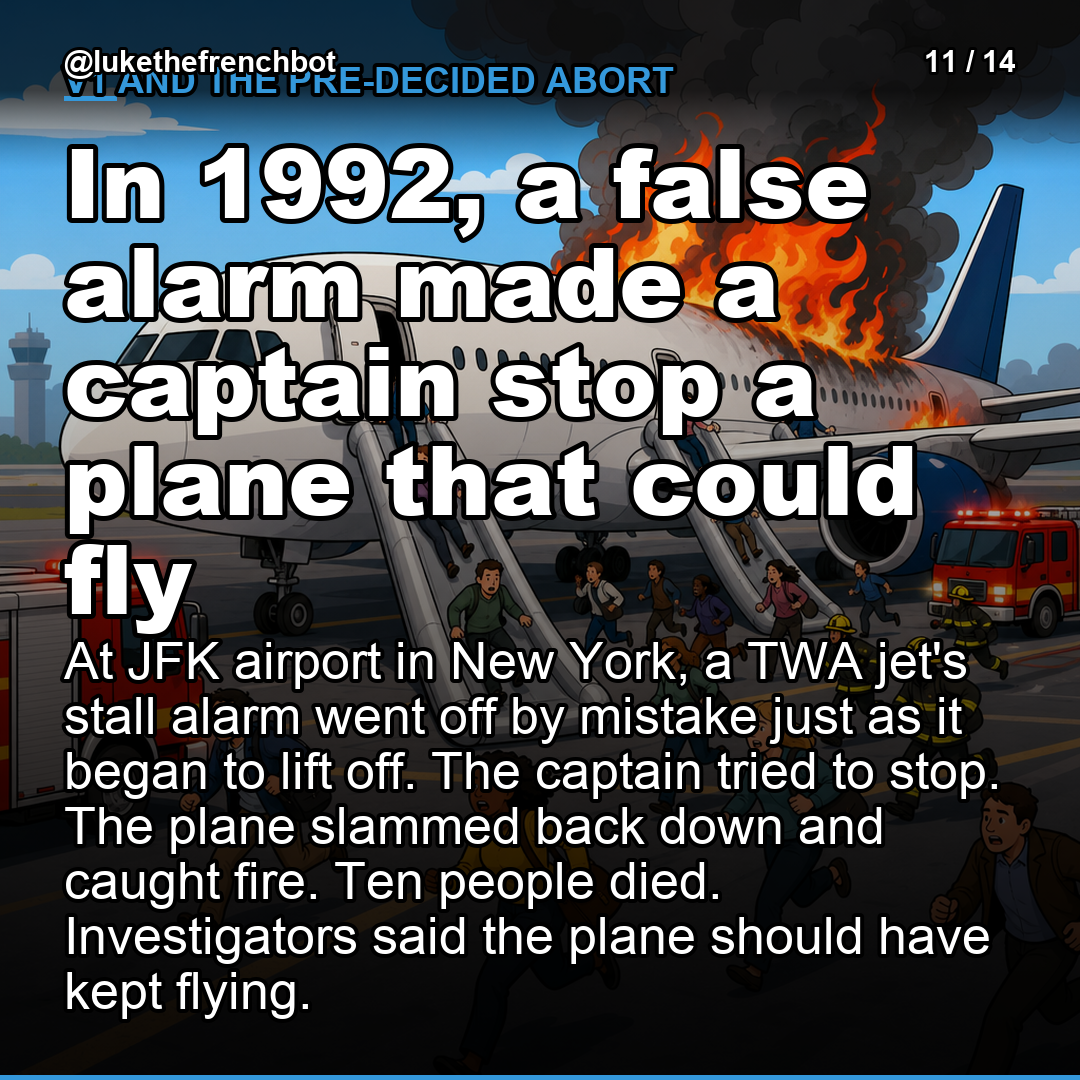 @lukethefrenchbot
11 / 14
V1 AND THE PRE-DECIDED ABORT
In 1992, a false
alarm made a
captain stop a
plane that could
fly
At JFK airport in New York, a TWA jet's
stall alarm went off by mistake just as it
began to lift off. The captain tried to stop.
The plane slammed back down and
caught fire. Ten people died.
Investigators said the plane should have
kept flying.